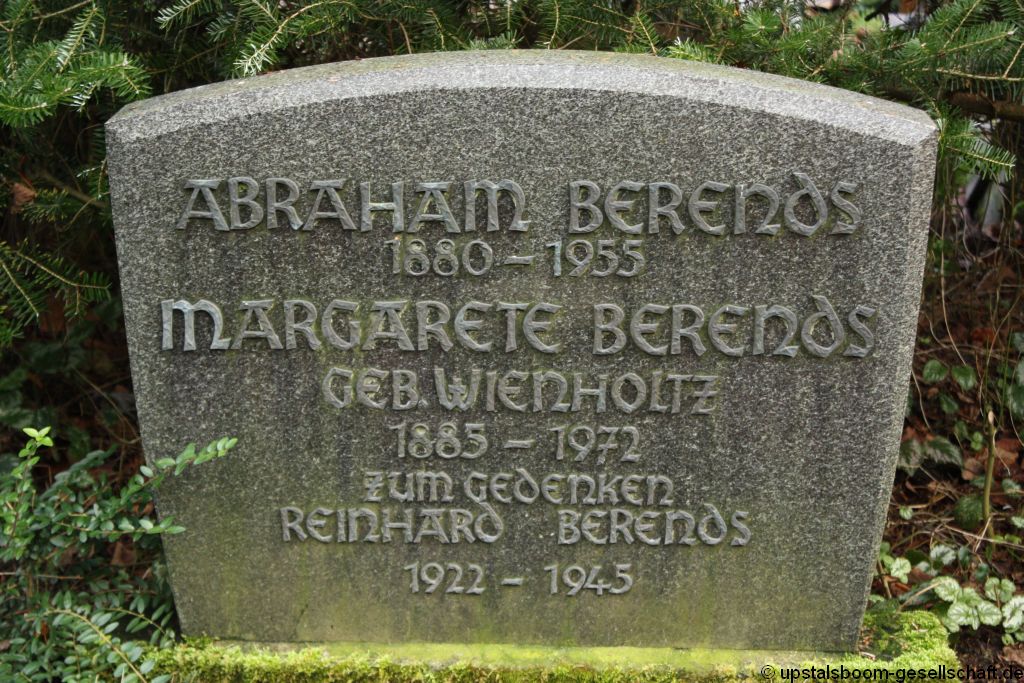 ABRAHAM BERENDS
1880 – 1955
MARGARETE BERENDS
GEB. WIENHOLTZ
1885 – 1972
ZUM GEDENKEN
REINHARD BERENDS
1922 – 1945
© upstalsboom-gesellschaft.de